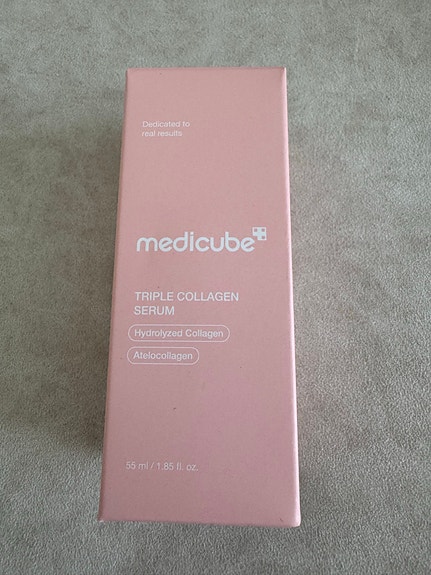 Dedicated to
real results
medicube
TRIPLE COLLAGEN
SERUM
Hydrolyzed Collagen
Atelocollagen
55 ml / 1.85 fl. oz.